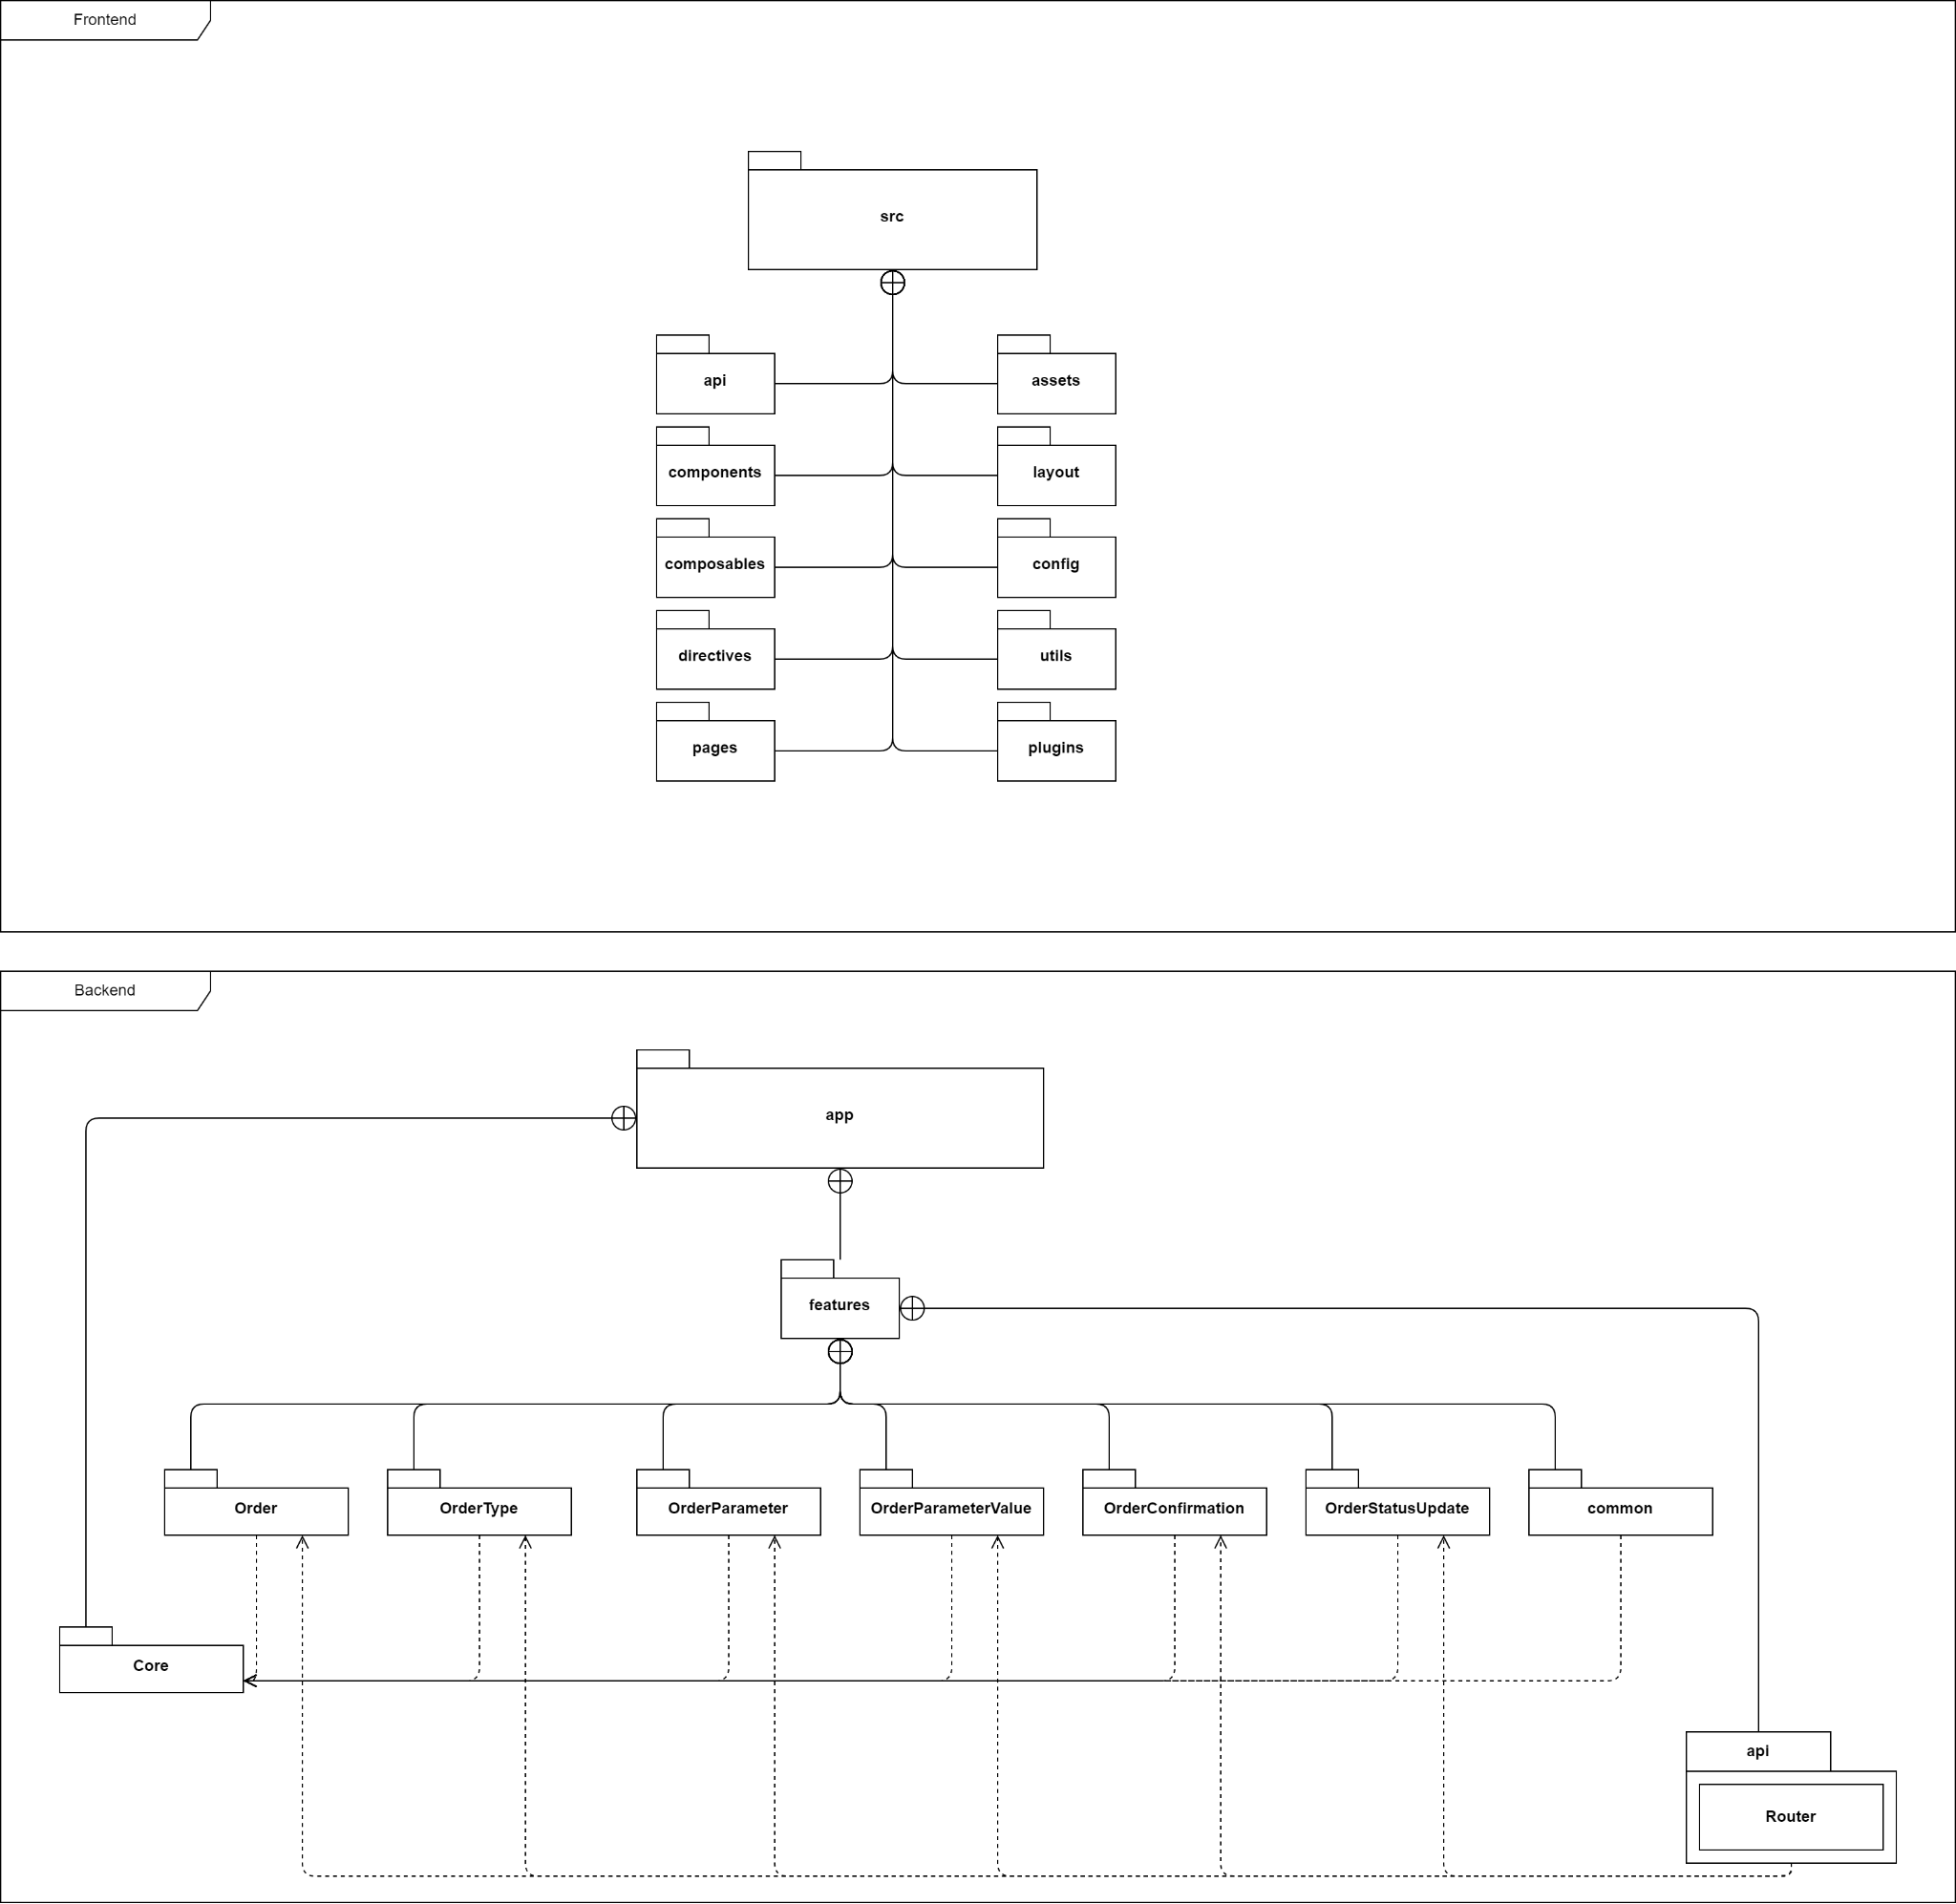 Frontend
src
api
assets
components
layout
composables
config
directives
utils
pages
plugins
Backend
app
features
Order
OrderType
OrderParameter
OrderParameterValue
OrderConfirmation
OrderStatusUpdate
common
Core
api
Router